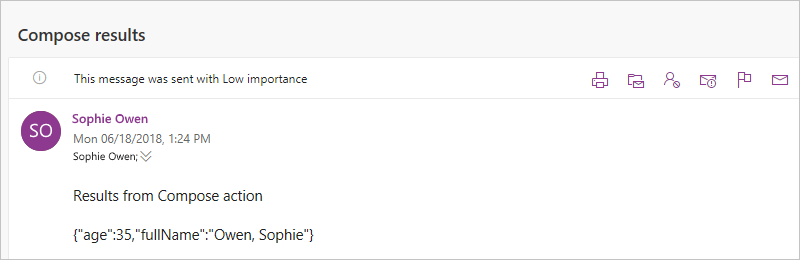 Compose results
This message was sent with Low importance
SO
Sophie Owen
Mon 06/18/2018, 1:24 PM
Sophie Owen;
Results from Compose action
{"age":35,"fullName":"Owen, Sophie"}